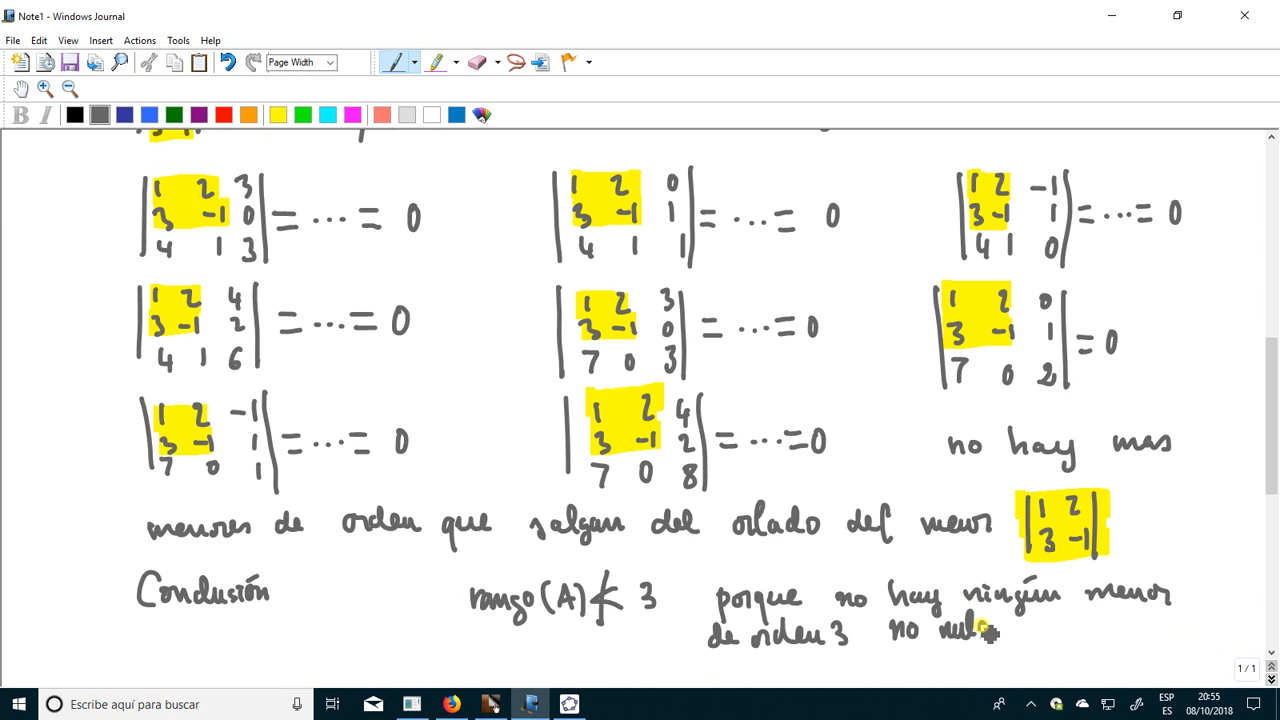 Note1 - Windows Journal
File Edit View Insert Actions Tools Help
Page Width
B I
3 -1
|1 2 3| |1 2 0| |1 2 -1|
|3 -1 0| = ... = 0 |3 -1 1| = ... = 0 |3 -1 1| = ... = 0
|4 1 3| |4 1 1| |4 1 0|
|1 2 4| |1 2 3| |1 2 0|
|3 -1 2| = ... = 0 |3 -1 0| = ... = 0 |3 -1 1| = 0
|4 1 6| |7 0 3| |7 0 2|
|1 2 -1| |1 2 4|
|3 -1 1| = ... = 0 |3 -1 2| = ... = 0 no hay mas
|7 0 1| |7 0 8|
menores de orden que salgan del orlado del menor |1 2|
|3 -1|
Conclusión rango(A) ≮ 3 porque no hay ningún menor
de orden 3 no nulo
1 / 1
Escribe aquí para buscar
ESP 20:55
ES 08/10/2018